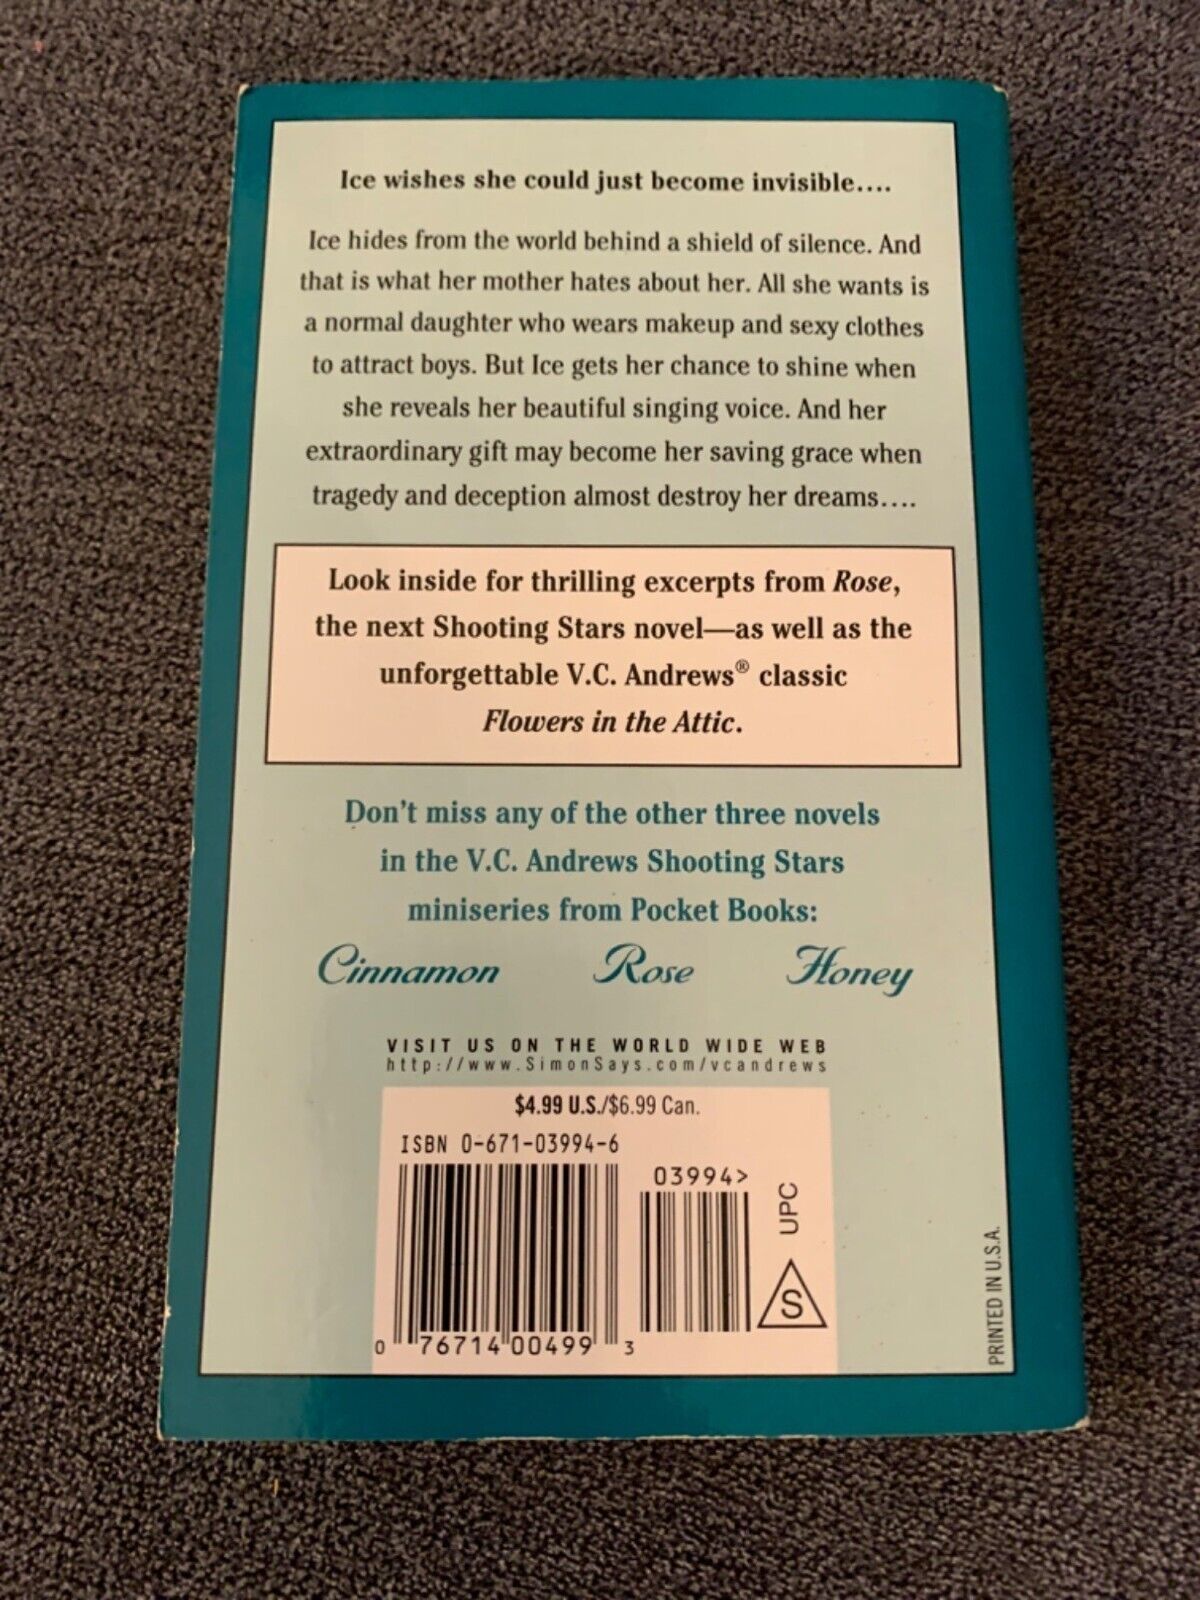 Ice wishes she could just become invisible....
Ice hides from the world behind a shield of silence. And
that is what her mother hates about her. All she wants is
a normal daughter who wears makeup and sexy clothes
to attract boys. But Ice gets her chance to shine when
she reveals her beautiful singing voice. And her
extraordinary gift may become her saving grace when
tragedy and deception almost destroy her dreams....
Look inside for thrilling excerpts from Rose,
the next Shooting Stars novel—as well as the
unforgettable V.C. Andrews® classic
Flowers in the Attic.
Don't miss any of the other three novels
in the V.C. Andrews Shooting Stars
miniseries from Pocket Books:
Cinnamon Rose Honey
VISIT US ON THE WORLD WIDE WEB
http://www.SimonSays.com/vcandrews
$4.99 U.S./$6.99 Can.
ISBN 0-671-03994-6
03994>
UPC
S
0 76714 00499 3
PRINTED IN U.S.A.